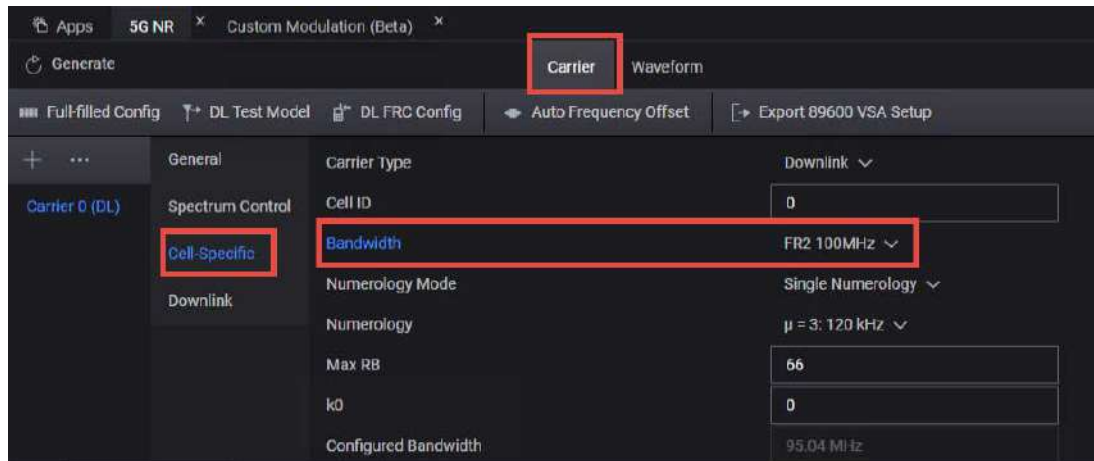 Apps 5G NR × Custom Modulation (Beta) ×
Generate Carrier Waveform
Full-filled Config DL Test Model DL FRC Config Auto Frequency Offset Export 89600 VSA Setup
+ ... General Carrier Type Downlink
Carrier 0 (DL) Spectrum Control Cell ID 0
Cell-Specific Bandwidth FR2 100MHz
Downlink Numerology Mode Single Numerology
Numerology μ = 3: 120 kHz
Max RB 66
k0 0
Configured Bandwidth 95.04 MHz